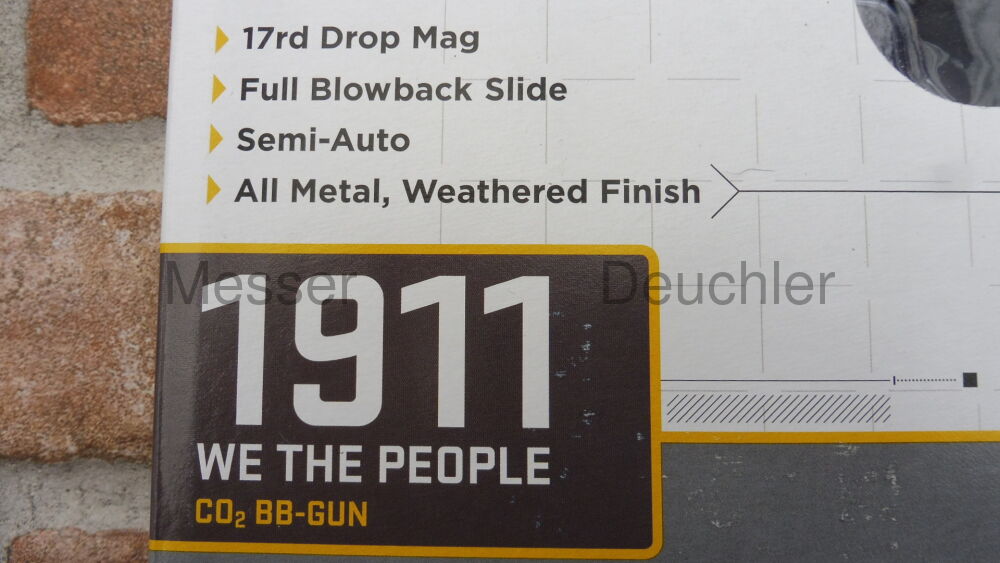 17rd Drop Mag
Full Blowback Slide
Semi-Auto
All Metal, Weathered Finish
Messer Deuchler
1911
WE THE PEOPLE
CO₂ BB-GUN